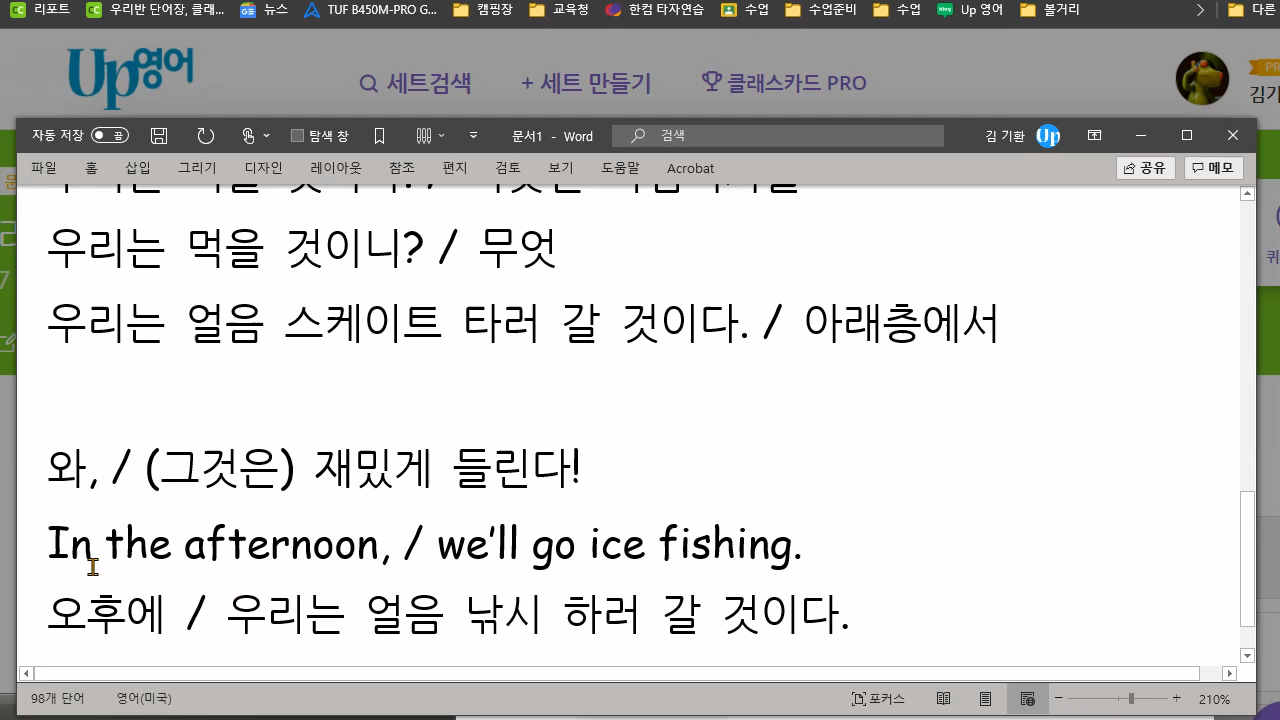 리포트 우리반 단어장, 클래... 뉴스 TUF B450M-PRO G... 캠핑장 교육청 한컴 타자연습 수업 수업준비 수업 Up 영어 볼거리 다른
Up영어 세트검색 + 세트 만들기 클래스카드 PRO
자동 저장 끔 탐색 창 문서1 - Word 검색 김 기환 Up
파일 홈 삽입 그리기 디자인 레이아웃 참조 편지 검토 보기 도움말 Acrobat 공유 메모
우리는 먹을 것이니? / 무엇
우리는 얼음 스케이트 타러 갈 것이다. / 아래층에서
와, / (그것은) 재밌게 들린다!
In the afternoon, / we'll go ice fishing.
오후에 / 우리는 얼음 낚시 하러 갈 것이다.
98개 단어 영어(미국) 포커스 210%